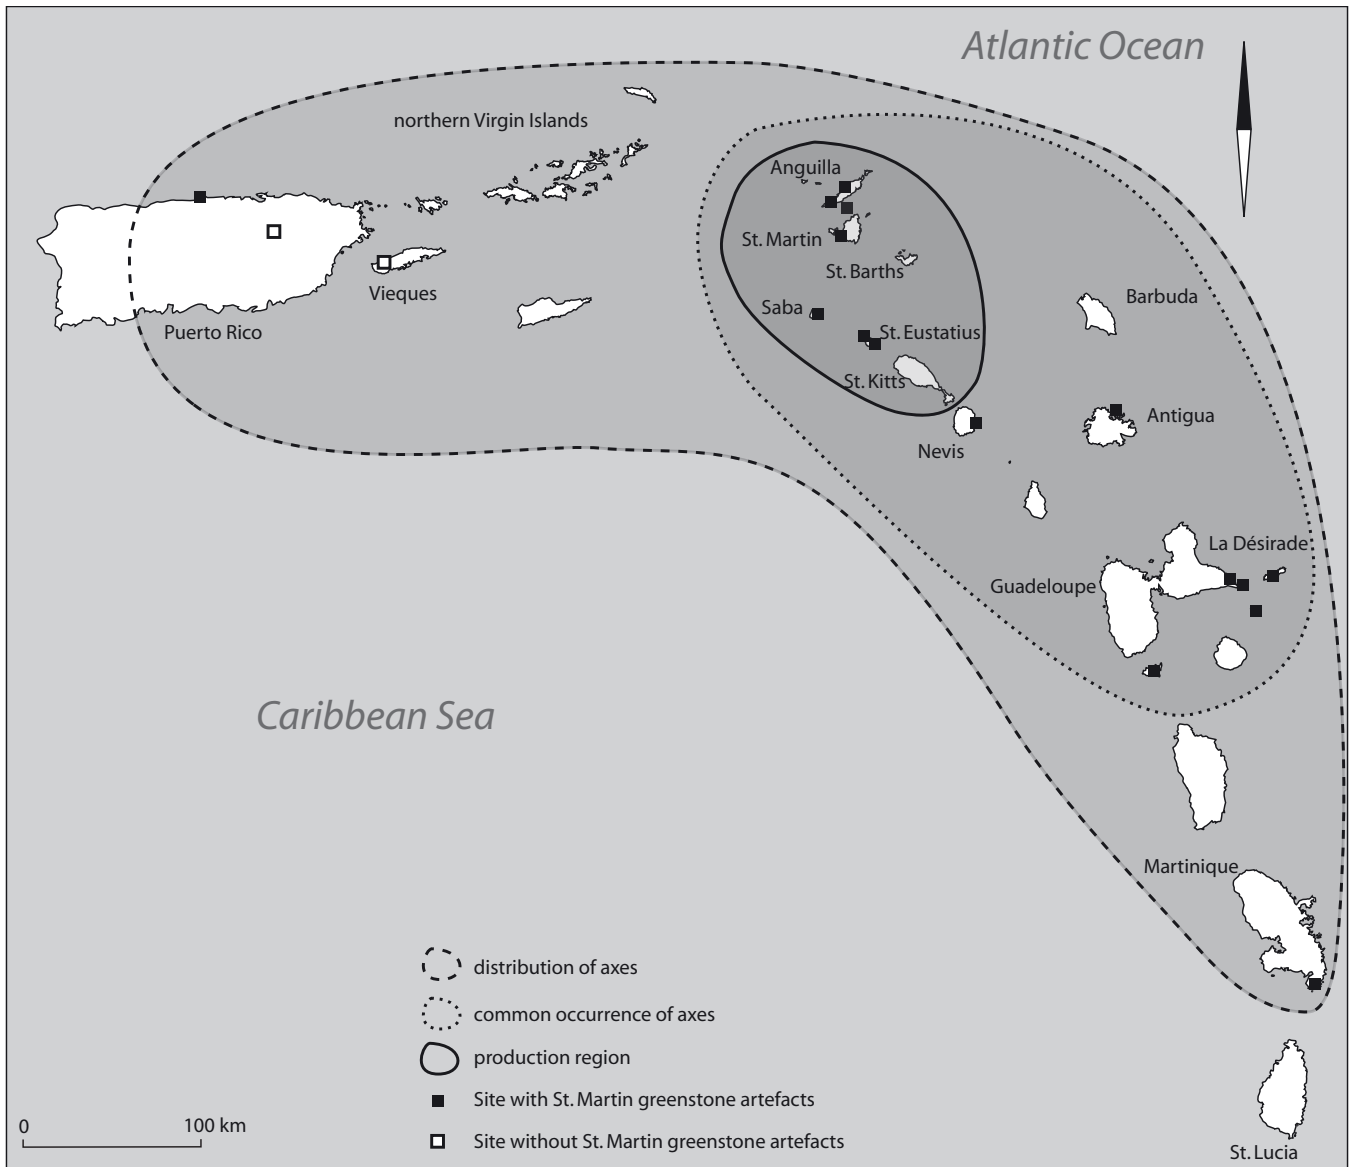 Atlantic Ocean
northern Virgin Islands
Anguilla
St. Martin
St. Barths
Vieques
Barbuda
Saba
Puerto Rico
St. Eustatius
St. Kitts
Antigua
Nevis
La Désirade
Guadeloupe
Caribbean Sea
Martinique
distribution of axes
common occurrence of axes
production region
Site with St. Martin greenstone artefacts
0 100 km
Site without St. Martin greenstone artefacts
St. Lucia